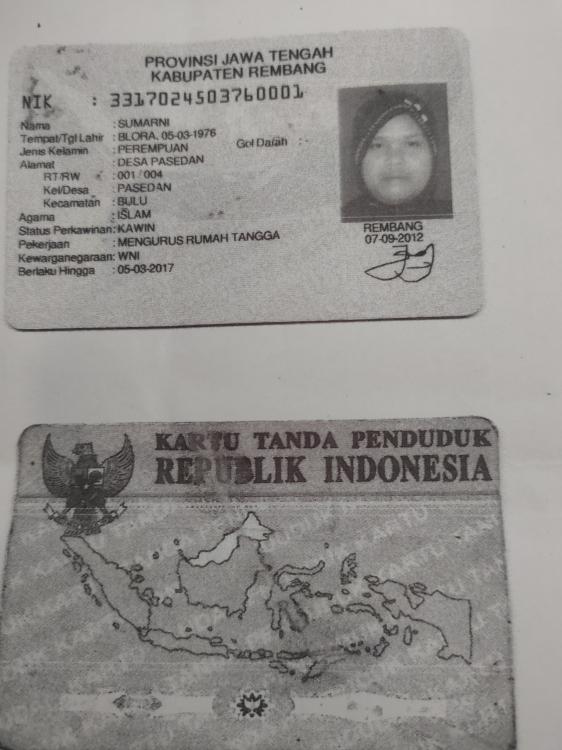 PROVINSI JAWA TENGAH
KABUPATEN REMBANG
NIK : 3317024503760001
Nama : SUMARNI
Tempat/Tgl Lahir : BLORA, 05-03-1976
Jenis Kelamin : PEREMPUAN Gol Darah :
Alamat : DESA PASEDAN
RT/RW : 001/004
Kel/Desa : PASEDAN
Kecamatan : BULU
Agama : ISLAM
Status Perkawinan: KAWIN
Pekerjaan : MENGURUS RUMAH TANGGA
Kewarganegaraan: WNI
Berlaku Hingga : 05-03-2017
REMBANG
07-09-2012
KARTU TANDA PENDUDUK
REPUBLIK INDONESIA